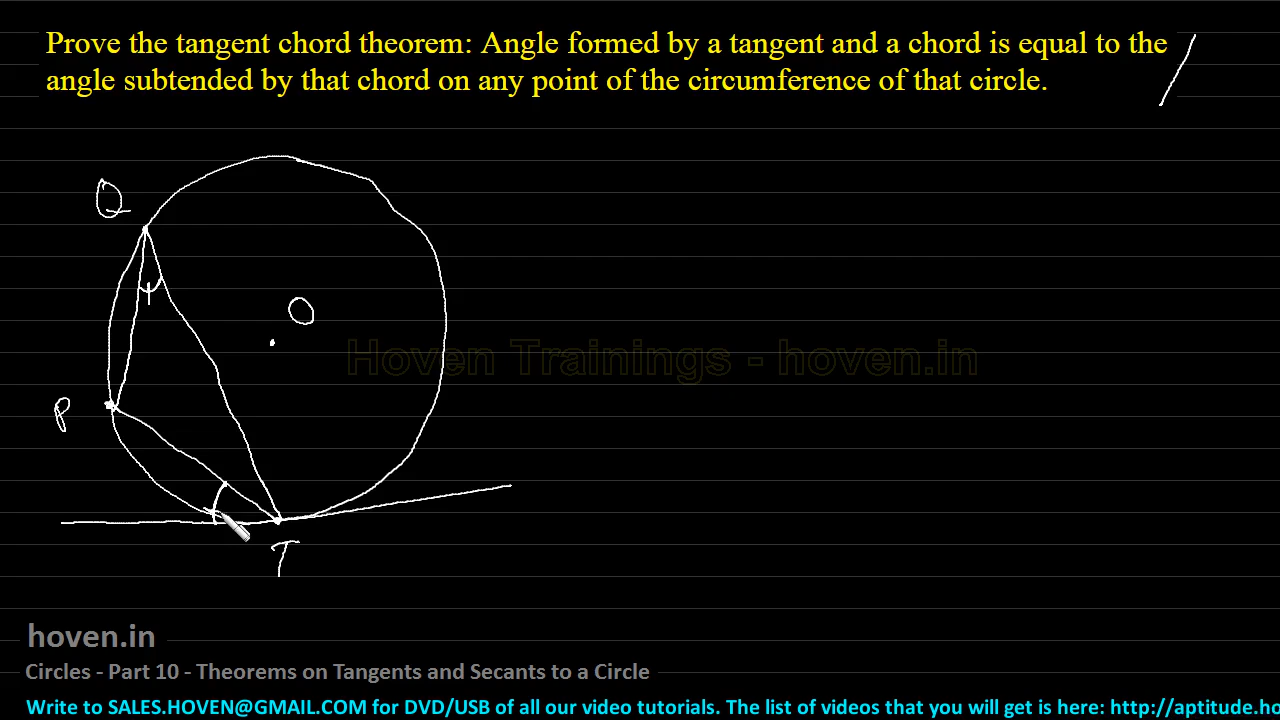 Prove the tangent chord theorem: Angle formed by a tangent and a chord is equal to the
angle subtended by that chord on any point of the circumference of that circle.
Q
O
Hoven Trainings - hoven.in
P
T
hoven.in
Circles - Part 10 - Theorems on Tangents and Secants to a Circle
Write to SALES.HOVEN@GMAIL.COM for DVD/USB of all our video tutorials. The list of videos that you will get is here: http://aptitude.ho